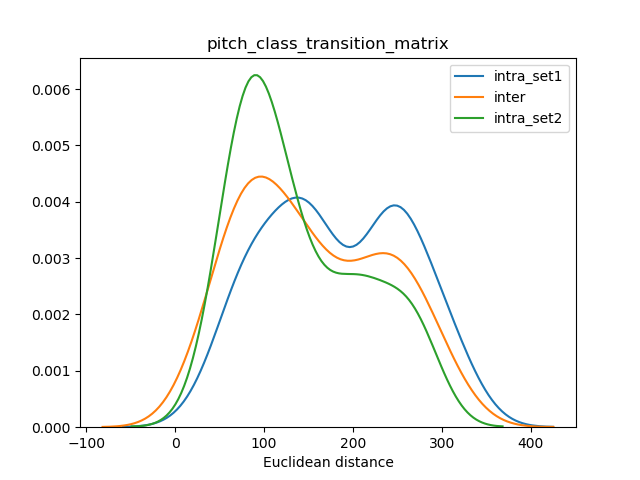 pitch_class_transition_matrix
intra_set1
inter
intra_set2
0.006
0.005
0.004
0.003
0.002
0.001
0.000
−100
0
100
200
300
400
Euclidean distance